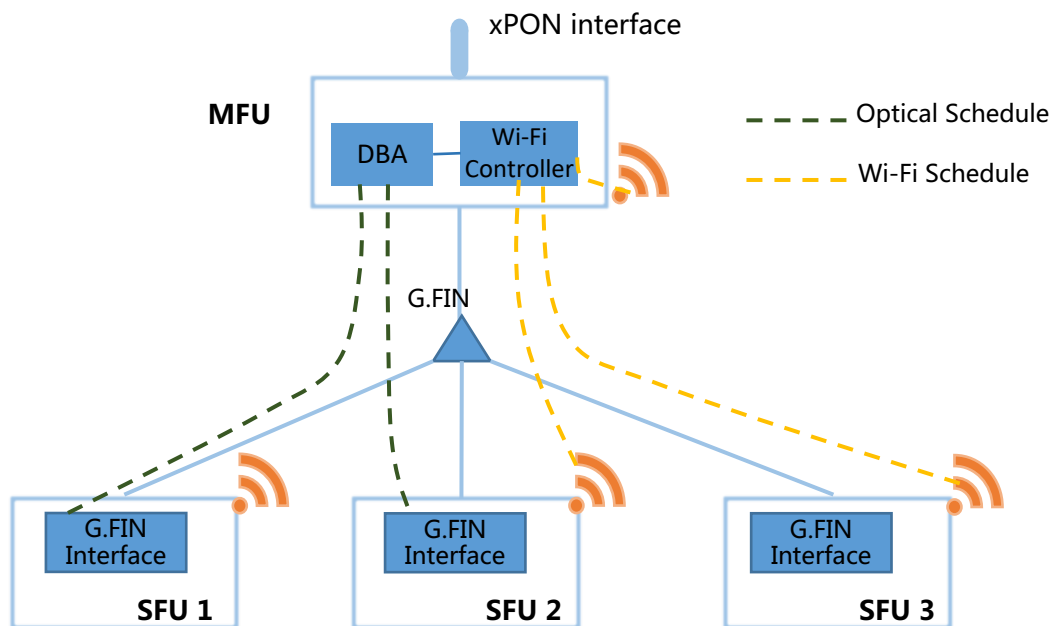 xPON interface
MFU
DBA
Wi-Fi
Controller
Optical Schedule
Wi-Fi Schedule
G.FIN
G.FIN
Interface
SFU 1
G.FIN
Interface
SFU 2
G.FIN
Interface
SFU 3